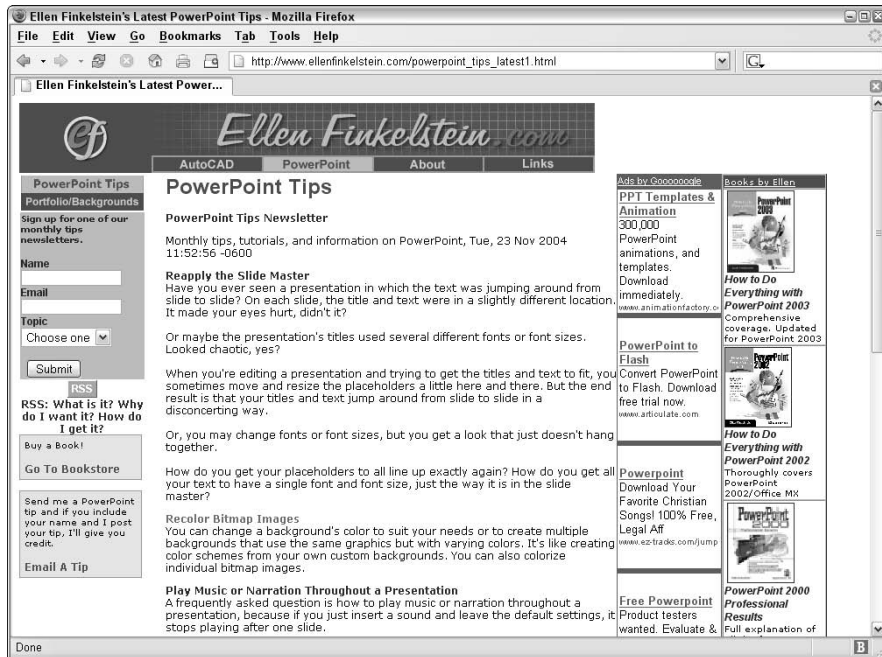 Ellen Finkelstein's Latest PowerPoint Tips - Mozilla Firefox
File Edit View Go Bookmarks Tab Tools Help
http://www.ellenfinkelstein.com/powerpoint_tips_latest1.html
G
Ellen Finkelstein's Latest Power...
ef
Ellen Finkelstein.com
AutoCAD PowerPoint About Links
PowerPoint Tips
Portfolio/Backgrounds
Sign up for one of our
monthly tips
newsletters.
Name
Email
Topic
Choose one
Submit
RSS
RSS: What is it? Why
do I want it? How do
I get it?
Buy a Book!
Go To Bookstore
Send me a PowerPoint
tip and if you include
your name and I post
your tip, I'll give you
credit.
Email A Tip
PowerPoint Tips
PowerPoint Tips Newsletter
Monthly tips, tutorials, and information on PowerPoint, Tue, 23 Nov 2004
11:52:56 -0600
Reapply the Slide Master
Have you ever seen a presentation in which the text was jumping around from
slide to slide? On each slide, the title and text were in a slightly different location.
It made your eyes hurt, didn't it?
Or maybe the presentation's titles used several different fonts or font sizes.
Looked chaotic, yes?
When you're editing a presentation and trying to get the titles and text to fit, you
sometimes move and resize the placeholders a little here and there. But the end
result is that your titles and text jump around from slide to slide in a
disconcerting way.
Or, you may change fonts or font sizes, but you get a look that just doesn't hang
together.
How do you get your placeholders to all line up exactly again? How do you get all
your text to have a single font and font size, just the way it is in the slide
master?
Recolor Bitmap Images
You can change a background's color to suit your needs or to create multiple
backgrounds that use the same graphics but with varying colors. It's like creating
color schemes from your own custom backgrounds. You can also colorize
individual bitmap images.
Play Music or Narration Throughout a Presentation
A frequently asked question is how to play music or narration throughout a
presentation, because if you just insert a sound and leave the default settings, it
stops playing after one slide.
Ads by Goooooogle
PPT Templates &
Animation
300,000
PowerPoint
animations, and
templates.
Download
immediately.
www.animationfactory.c
PowerPoint to
Flash
Convert PowerPoint
to Flash. Download
free trial now.
www.articulate.com
Powerpoint
Download Your
Favorite Christian
Songs! 100% Free,
Legal Aff
www.ez-tracks.com/jump
Free Powerpoint
Product testers
wanted. Evaluate &
Books by Ellen
PowerPoint
2003
How to Do
Everything with
PowerPoint 2003
Comprehensive
coverage. Updated
for PowerPoint 2003
PowerPoint
2002
How to Do
Everything with
PowerPoint 2002
Thoroughly covers
PowerPoint
2002/Office MX
PowerPoint
2000
PowerPoint 2000
Professional
Results
Full explanation of
Done
B